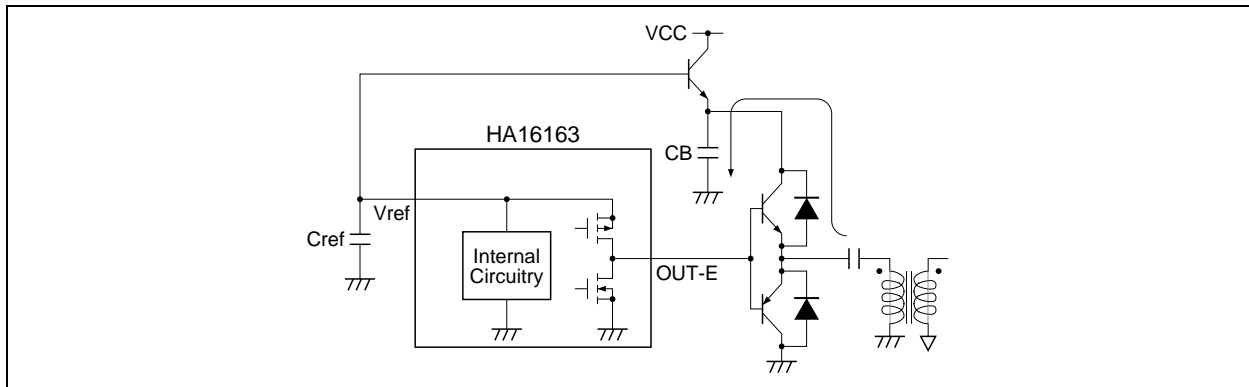 VCC
HA16163
CB
Vref
Cref
Internal
Circuitry
OUT-E